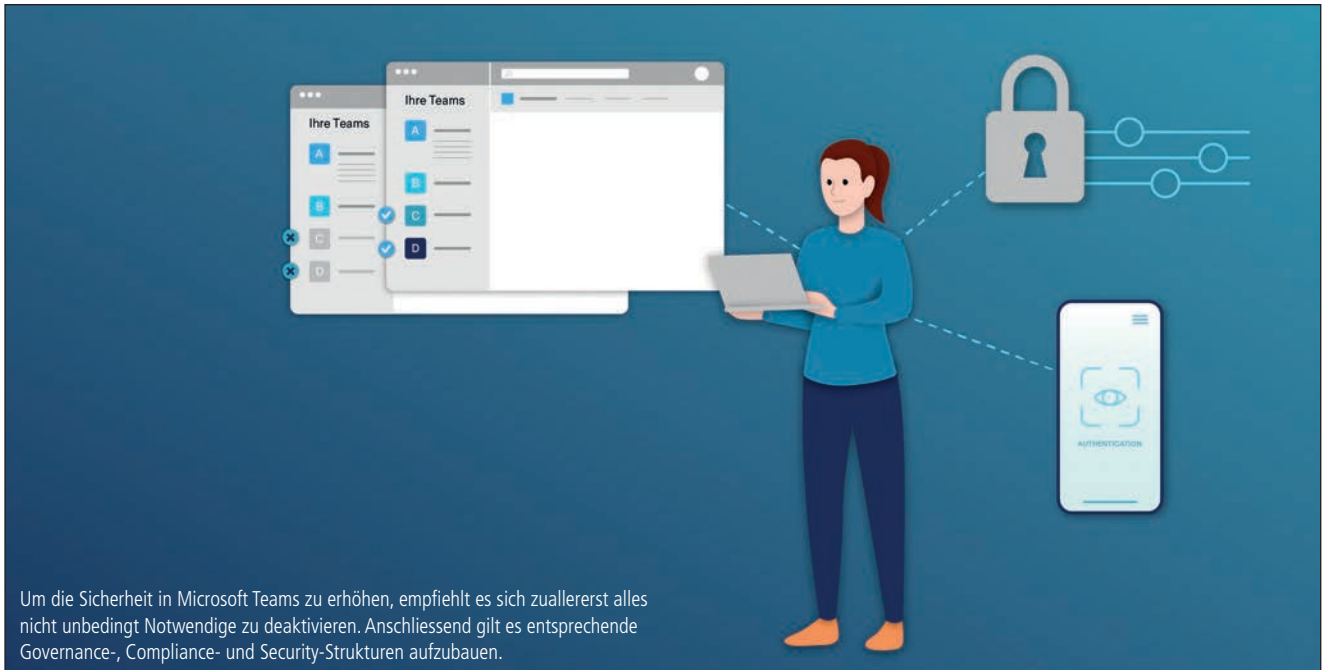 Ihre Teams
A
B
C
D
Ihre Teams
A
B
C
D
AUTHENTICATION
Um die Sicherheit in Microsoft Teams zu erhöhen, empfiehlt es sich zuallererst alles
nicht unbedingt Notwendige zu deaktivieren. Anschliessend gilt es entsprechende
Governance-, Compliance- und Security-Strukturen aufzubauen.